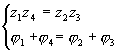 z₁z₄ = z₂z₃
φ₁+φ₄= φ₂ + φ₃